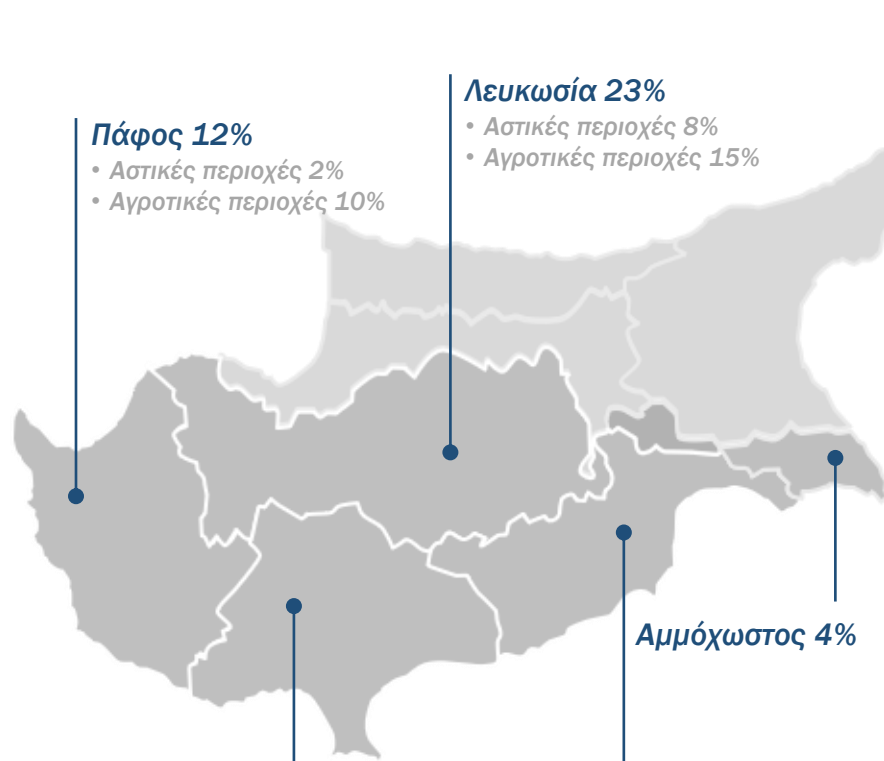 Λευκωσία 23%
• Αστικές περιοχές 8%
• Αγροτικές περιοχές 15%
Πάφος 12%
• Αστικές περιοχές 2%
• Αγροτικές περιοχές 10%
Αμμόχωστος 4%